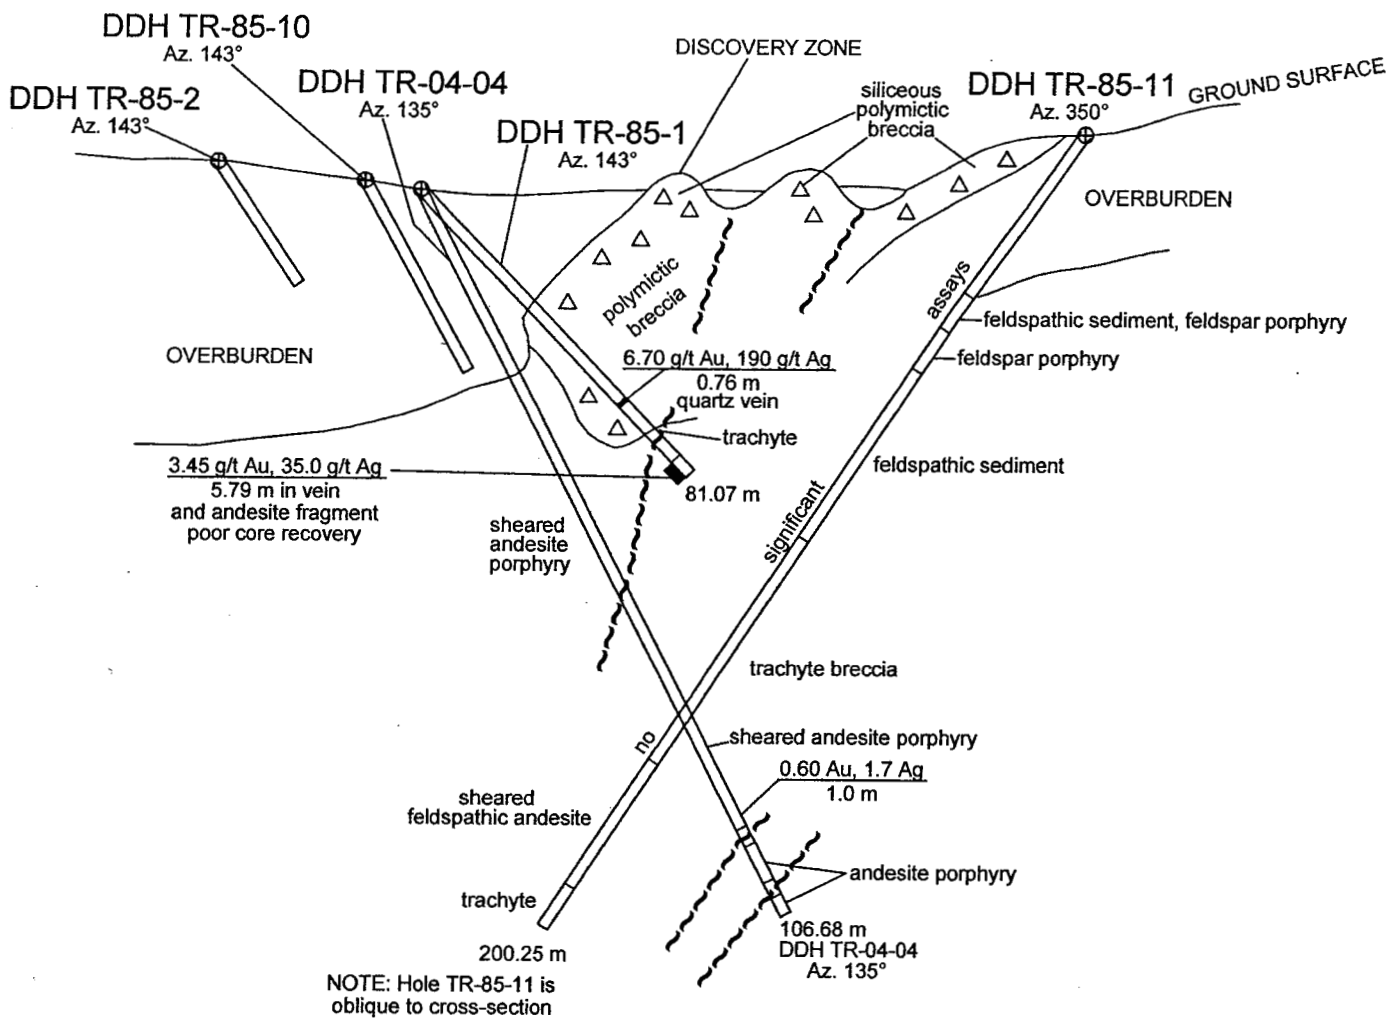 DDH TR-85-10
Az. 143°
DDH TR-85-2
Az. 143°
DDH TR-04-04
Az. 135°
DDH TR-85-1
Az. 143°
DISCOVERY ZONE
siliceous
polymictic
breccia
DDH TR-85-11
Az. 350°
GROUND SURFACE
OVERBURDEN
polymictic
breccia
assays
feldspathic sediment, feldspar porphyry
feldspar porphyry
OVERBURDEN
6.70 g/t Au, 190 g/t Ag
0.76 m
quartz vein
trachyte
feldspathic sediment
3.45 g/t Au, 35.0 g/t Ag
5.79 m in vein
and andesite fragment
poor core recovery
81.07 m
significant
sheared
andesite
porphyry
trachyte breccia
no
sheared andesite porphyry
0.60 Au, 1.7 Ag
1.0 m
sheared
feldspathic andesite
andesite porphyry
trachyte
106.68 m
DDH TR-04-04
Az. 135°
200.25 m
NOTE: Hole TR-85-11 is
oblique to cross-section